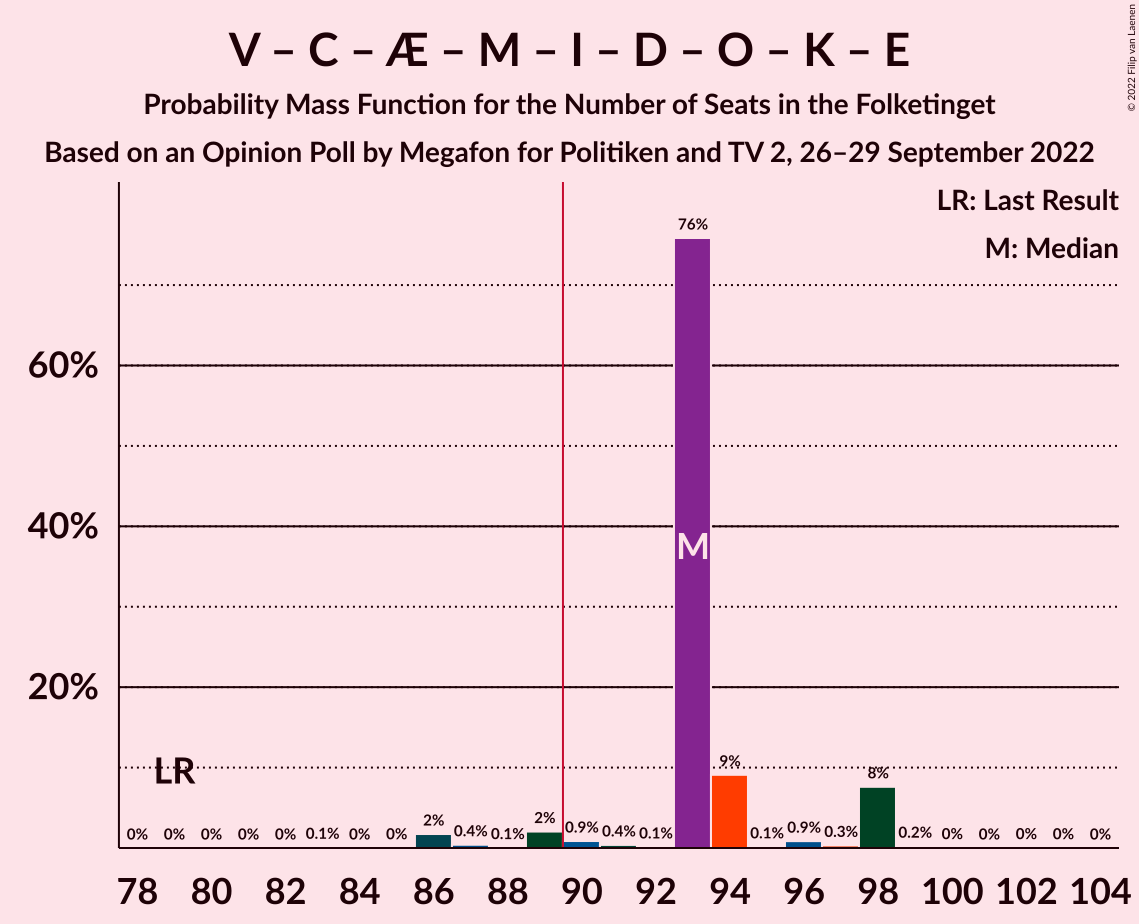 V – C – Æ – M – I – D – O – K – E
Probability Mass Function for the Number of Seats in the Folketinget
Based on an Opinion Poll by Megafon for Politiken and TV 2, 26–29 September 2022
© 2022 Filip van Laenen
LR: Last Result
M: Median
60%
40%
20%
LR
M
0% 0% 0% 0% 0% 0.1% 0% 0% 2% 0.4% 0.1% 2% 0.9% 0.4% 0.1% 76% 9% 0.1% 0.9% 0.3% 8% 0.2% 0% 0% 0% 0% 0%
78 80 82 84 86 88 90 92 94 96 98 100 102 104